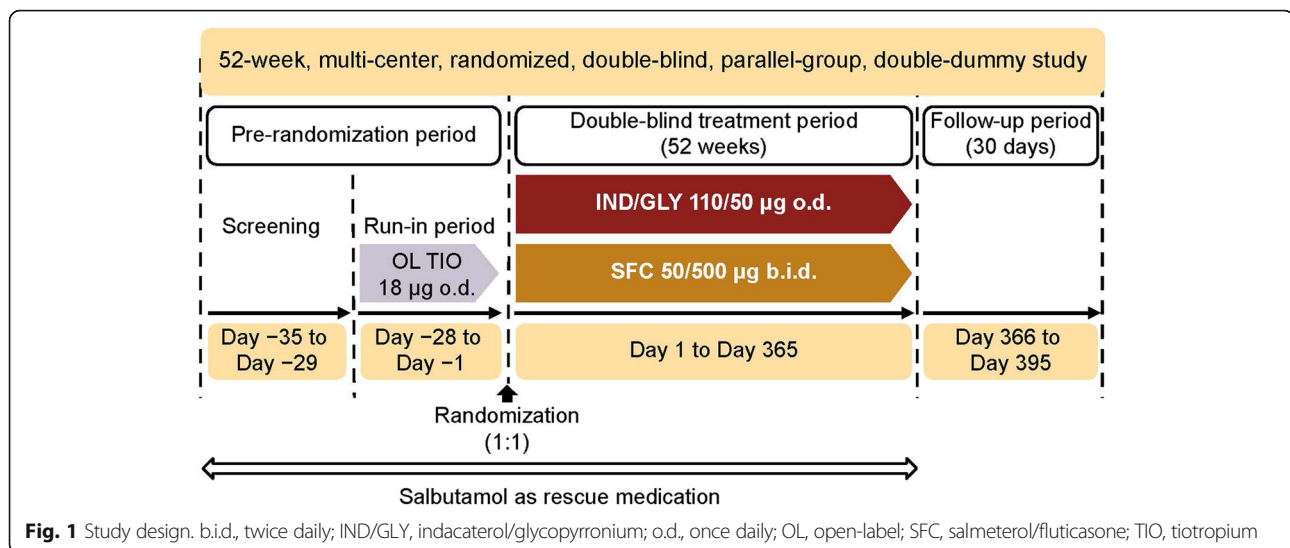 52-week, multi-center, randomized, double-blind, parallel-group, double-dummy study
Pre-randomization period
Double-blind treatment period
(52 weeks)
Follow-up period
(30 days)
Screening
Run-in period
OL TIO
18 µg o.d.
IND/GLY 110/50 µg o.d.
SFC 50/500 µg b.i.d.
Day −35 to
Day −29
Day −28 to
Day −1
Day 1 to Day 365
Day 366 to
Day 395
Randomization
(1:1)
Salbutamol as rescue medication
Fig. 1 Study design. b.i.d., twice daily; IND/GLY, indacaterol/glycopyrronium; o.d., once daily; OL, open-label; SFC, salmeterol/fluticasone; TIO, tiotropium